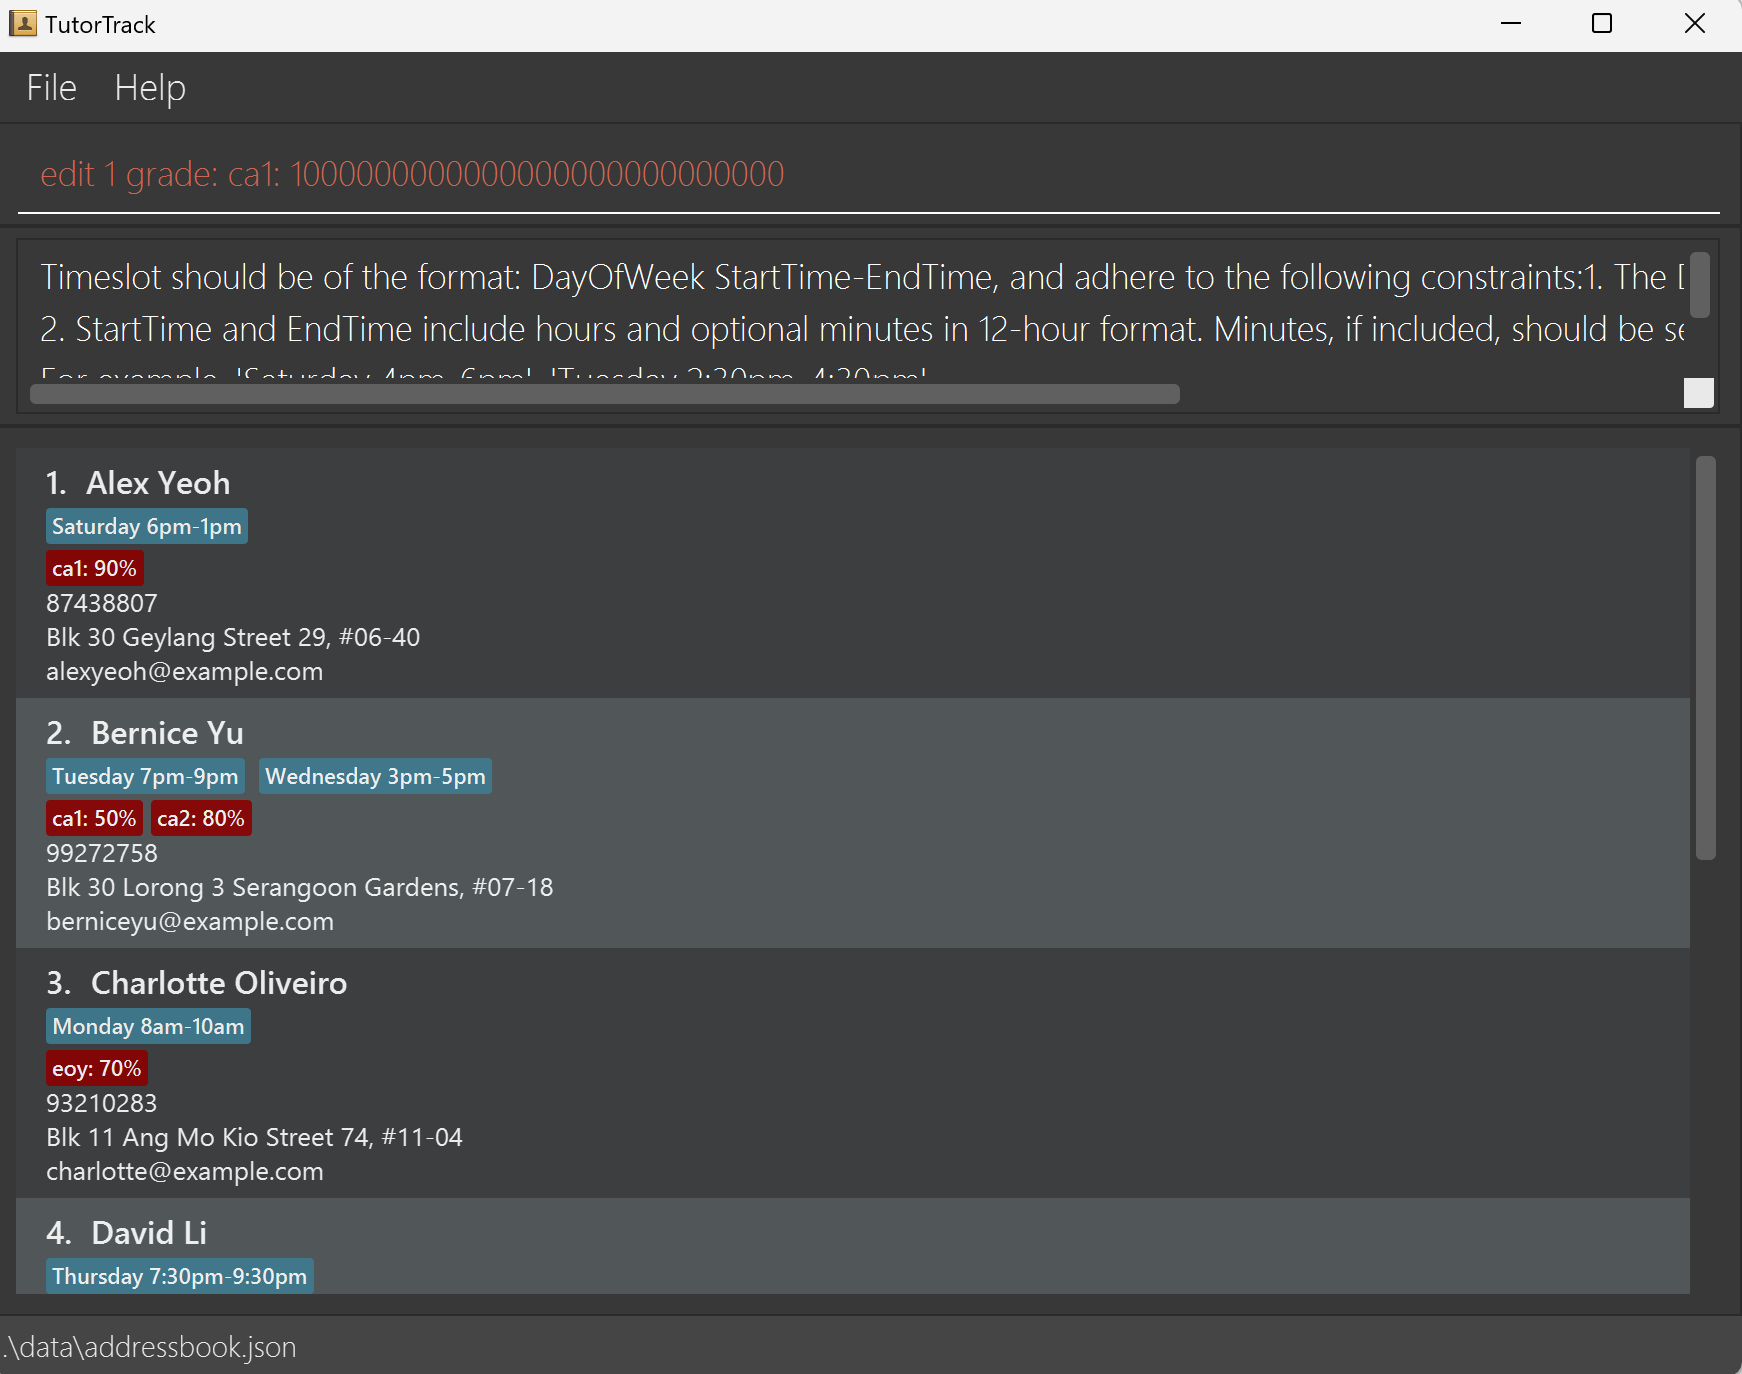 TutorTrack
File Help
edit 1 grade: ca1: 1000000000000000000000000000
Timeslot should be of the format: DayOfWeek StartTime-EndTime, and adhere to the following constraints:1. The
2. StartTime and EndTime include hours and optional minutes in 12-hour format. Minutes, if included, should be
For example, 'Saturday 4pm-6pm', 'Tuesday 2:30pm-4:30pm'
1. Alex Yeoh
Saturday 6pm-1pm
ca1: 90%
87438807
Blk 30 Geylang Street 29, #06-40
alexyeoh@example.com
2. Bernice Yu
Tuesday 7pm-9pm Wednesday 3pm-5pm
ca1: 50% ca2: 80%
99272758
Blk 30 Lorong 3 Serangoon Gardens, #07-18
berniceyu@example.com
3. Charlotte Oliveiro
Monday 8am-10am
eoy: 70%
93210283
Blk 11 Ang Mo Kio Street 74, #11-04
charlotte@example.com
4. David Li
Thursday 7:30pm-9:30pm
.\data\addressbook.json